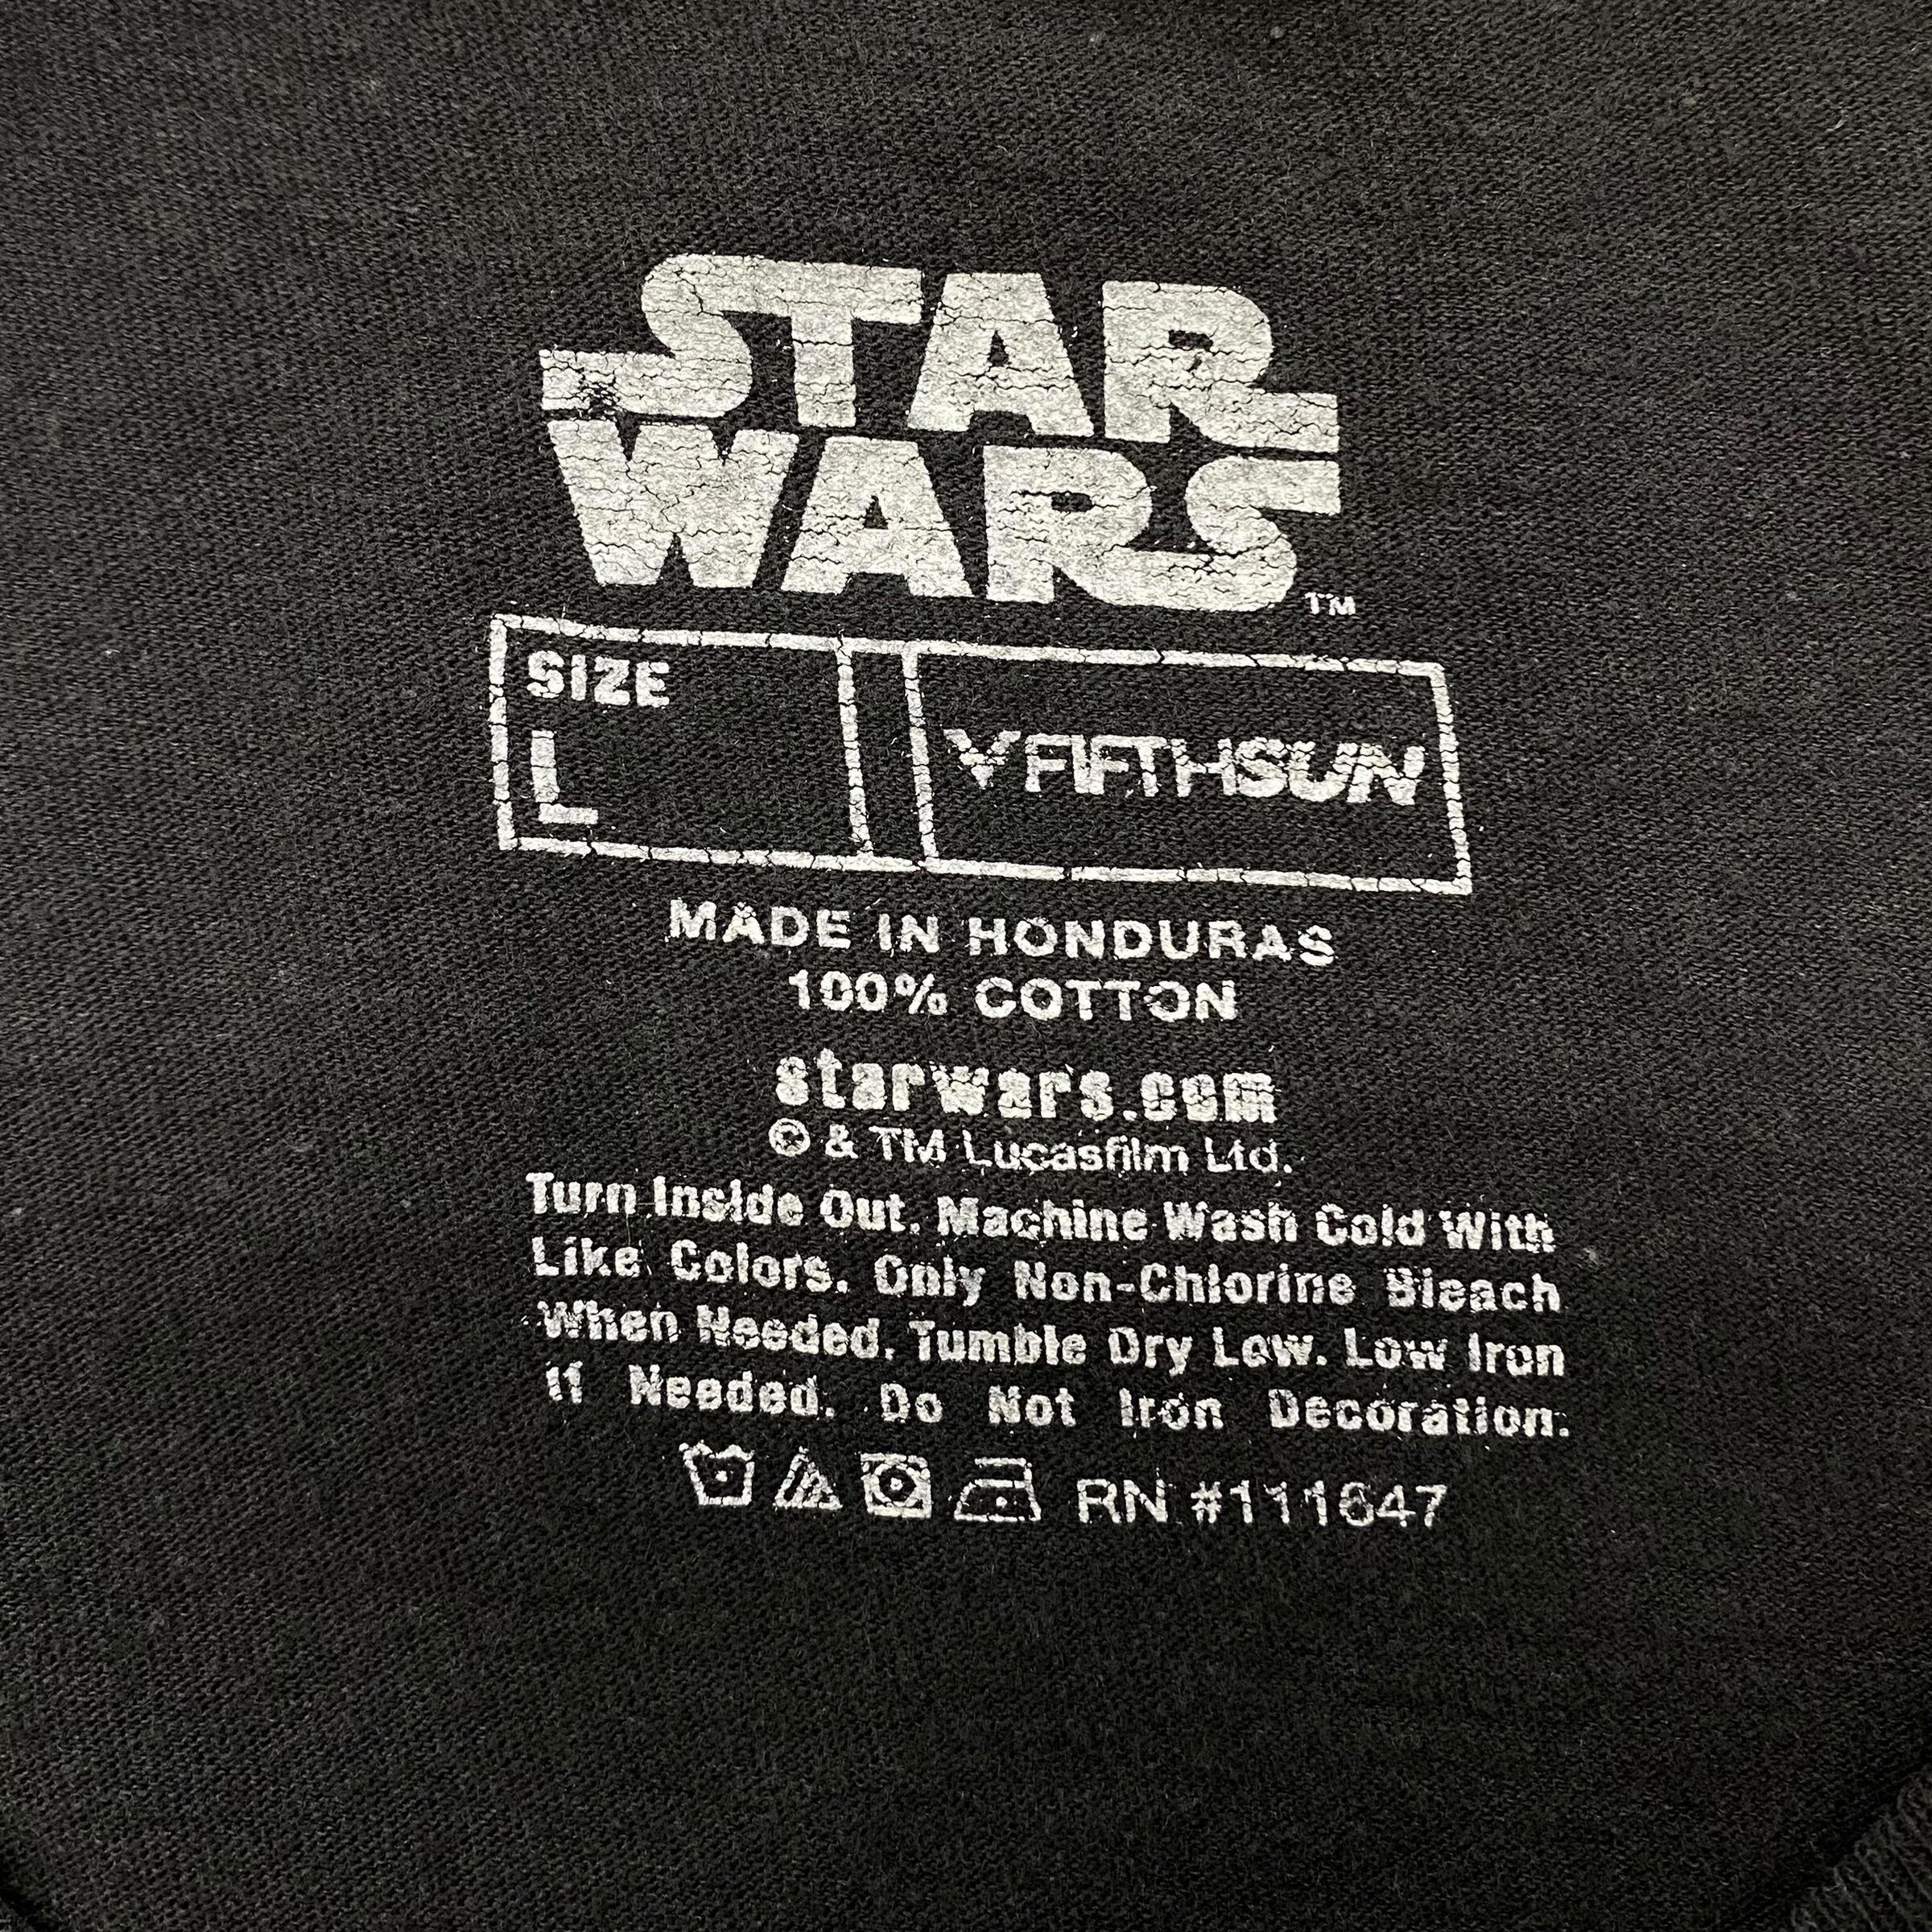 STAR
WARS
TM
SIZE
L
FIFTHSUN
MADE IN HONDURAS
100% COTTON
starwars.com
© & TM Lucasfilm Ltd.
Turn Inside Out. Machine Wash Cold With
Like Colors. Only Non-Chlorine Bleach
When Needed. Tumble Dry Low. Low Iron
If Needed. Do Not Iron Decoration.
RN #111647